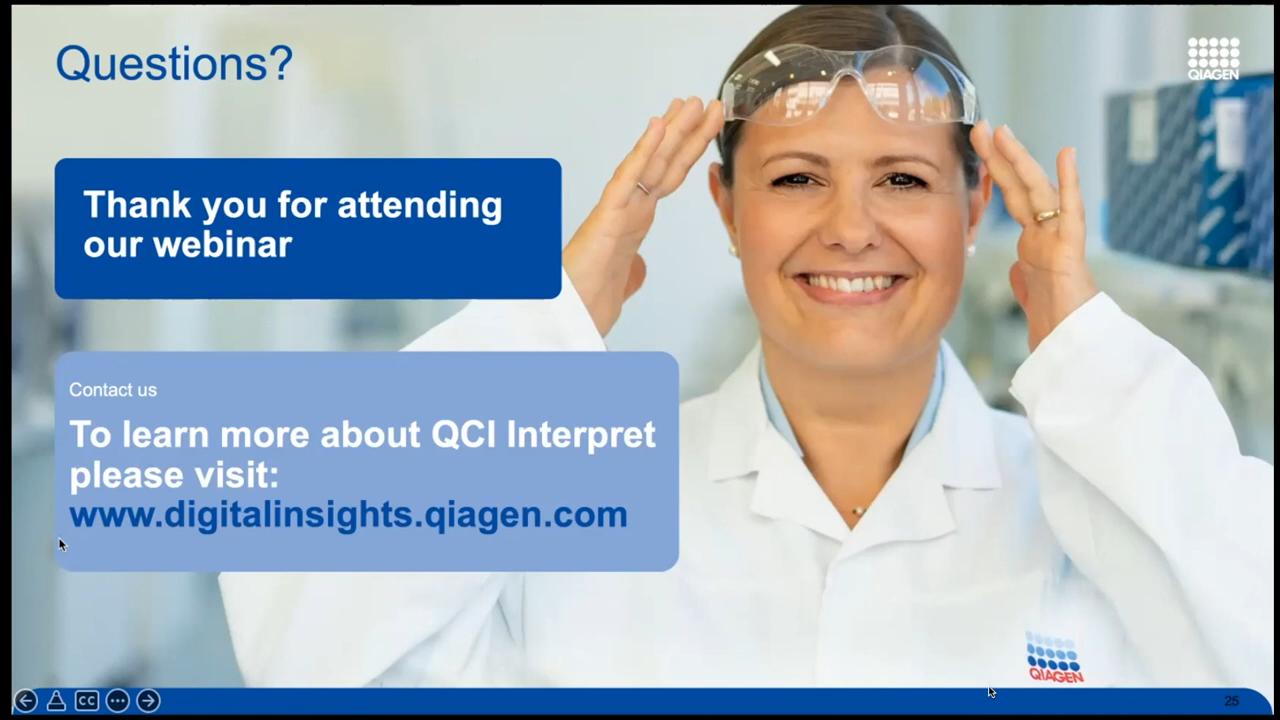 Questions?
QIAGEN
Thank you for attending
our webinar
Contact us
To learn more about QCI Interpret
please visit:
www.digitalinsights.qiagen.com
QIAGEN
CC
25